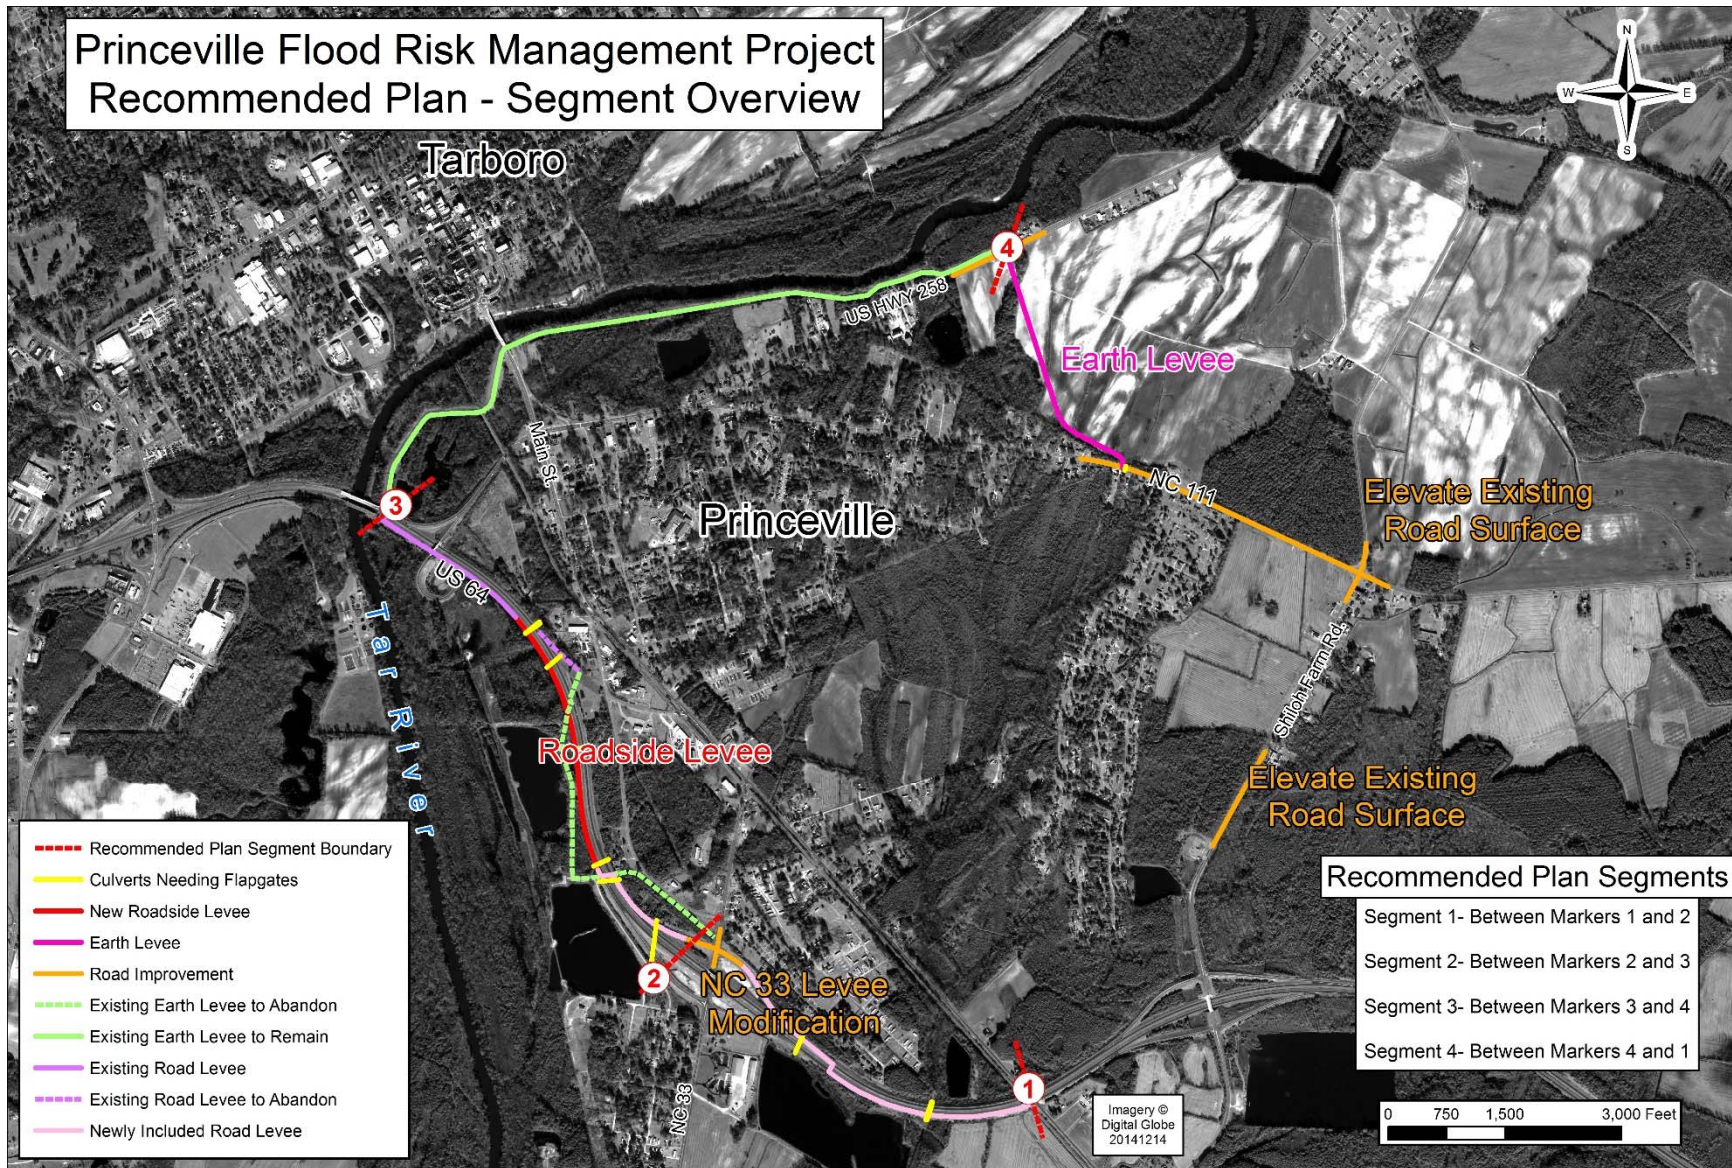 Princeville Flood Risk Management Project
Recommended Plan - Segment Overview
N
W
E
S
Tarboro
4
US HWY 258
Earth Levee
Main St.
NC 111
3
Princeville
Elevate Existing
Road Surface
US 64
Tar River
Shiloh Farm Rd.
Roadside Levee
Elevate Existing
Road Surface
2
NC 33 Levee
Modification
NC 33
1
Recommended Plan Segment Boundary
Culverts Needing Flapgates
New Roadside Levee
Earth Levee
Road Improvement
Existing Earth Levee to Abandon
Existing Earth Levee to Remain
Existing Road Levee
Existing Road Levee to Abandon
Newly Included Road Levee
Recommended Plan Segments
Segment 1- Between Markers 1 and 2
Segment 2- Between Markers 2 and 3
Segment 3- Between Markers 3 and 4
Segment 4- Between Markers 4 and 1
Imagery ©
Digital Globe
20141214
0 750 1,500 3,000 Feet